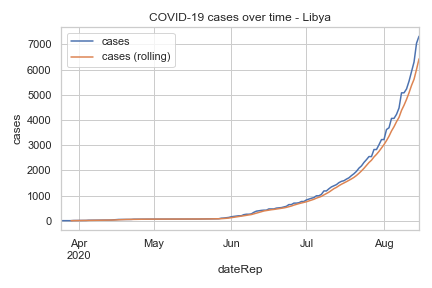 COVID-19 cases over time - Libya
cases
cases (rolling)
7000
6000
5000
4000
3000
2000
1000
0
cases
Apr
2020
May
Jun
Jul
Aug
dateRep